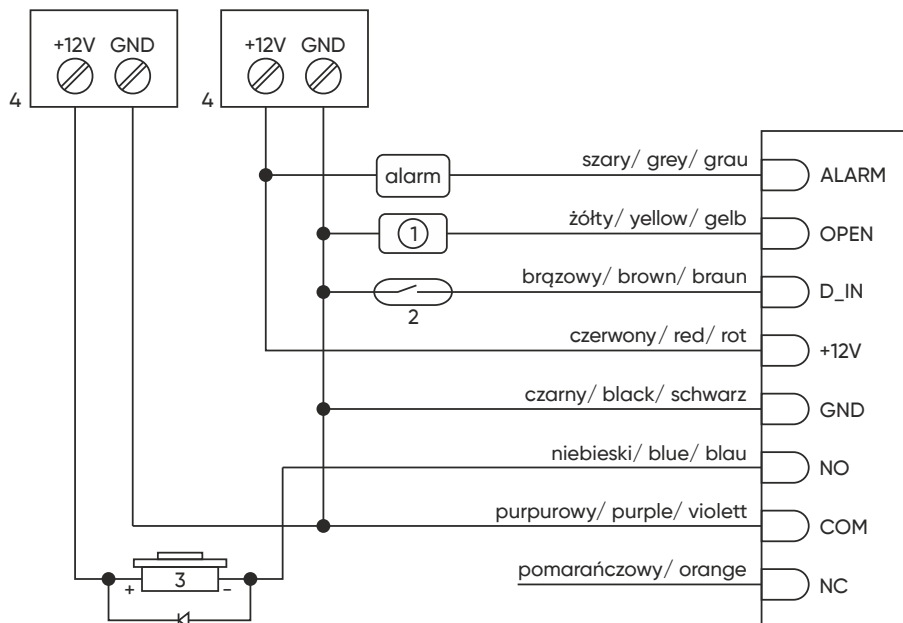 +12V GND
4
+12V GND
4
alarm
szary/ grey/ grau
ALARM
1
żółty/ yellow/ gelb
OPEN
brązowy/ brown/ braun
D_IN
2
czerwony/ red/ rot
+12V
czarny/ black/ schwarz
GND
niebieski/ blue/ blau
NO
purpurowy/ purple/ violett
COM
+ 3 -
pomarańczowy/ orange
NC